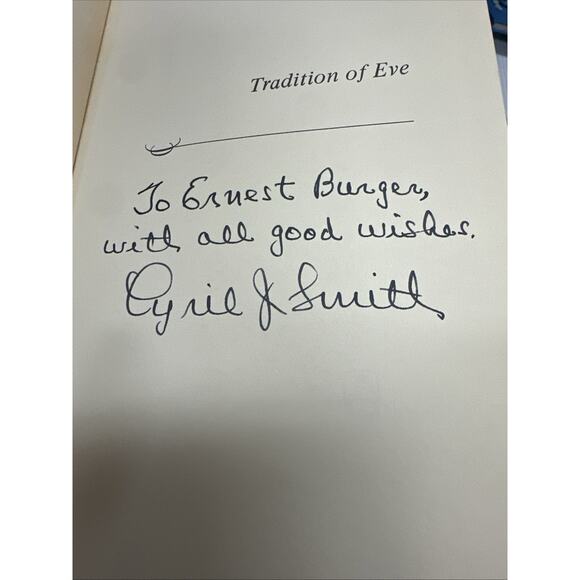 Tradition of Eve
To Ernest Burger,
with all good wishes.
Cyril J Smith